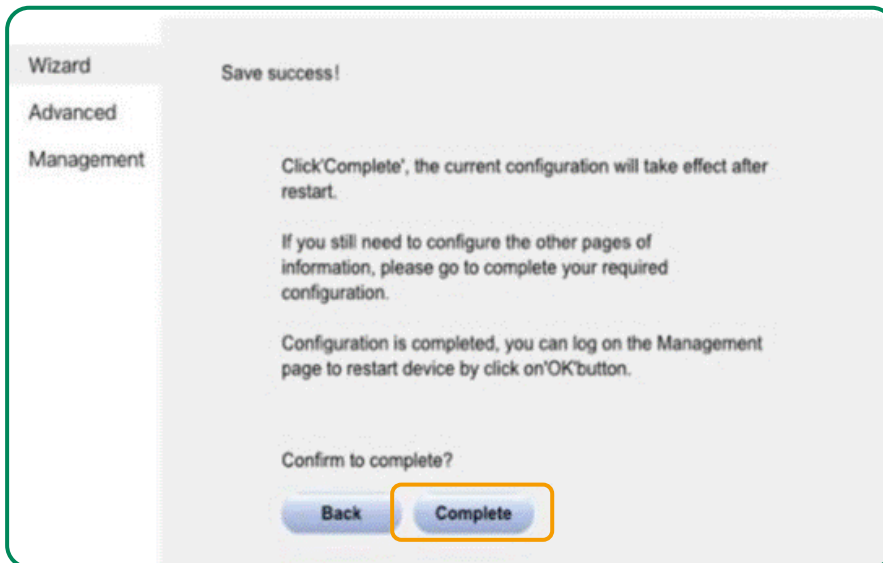 Wizard
Advanced
Management
Save success!
Click'Complete', the current configuration will take effect after
restart.
If you still need to configure the other pages of
information, please go to complete your required
configuration.
Configuration is completed, you can log on the Management
page to restart device by click on'OK'button.
Confirm to complete?
Back
Complete